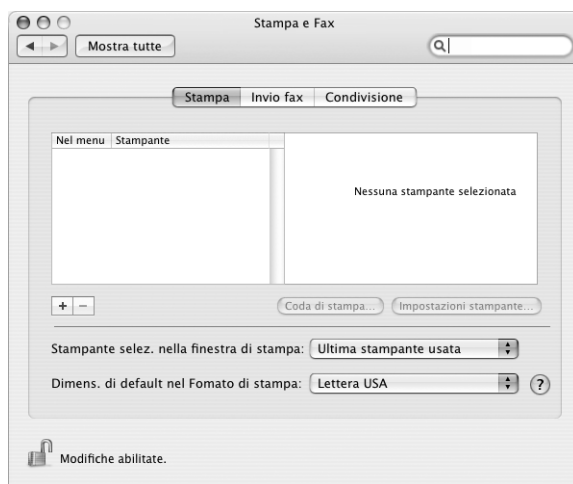 Stampa e Fax
Mostra tutte
Stampa Invio fax Condivisione
Nel menu Stampante
Nessuna stampante selezionata
+ −
Coda di stampa... Impostazioni stampante...
Stampante selez. nella finestra di stampa: Ultima stampante usata
Dimens. di default nel Fomato di stampa: Lettera USA ?
Modifiche abilitate.